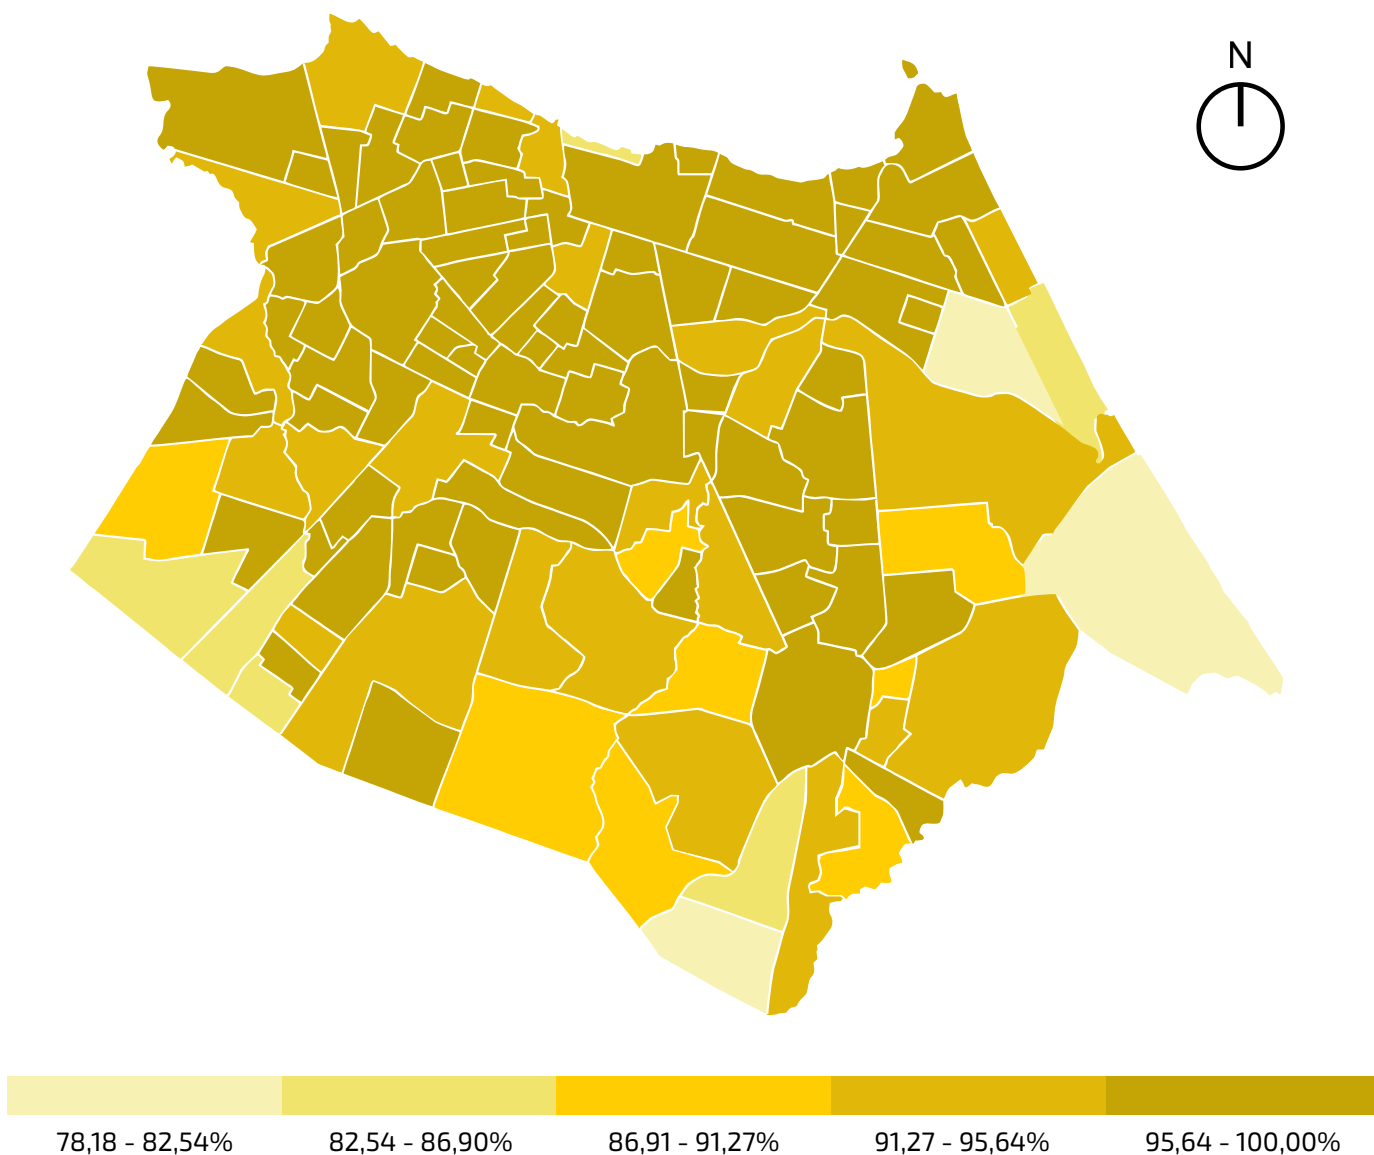 N
78,18 - 82,54%
82,54 - 86,90%
86,91 - 91,27%
91,27 - 95,64%
95,64 - 100,00%